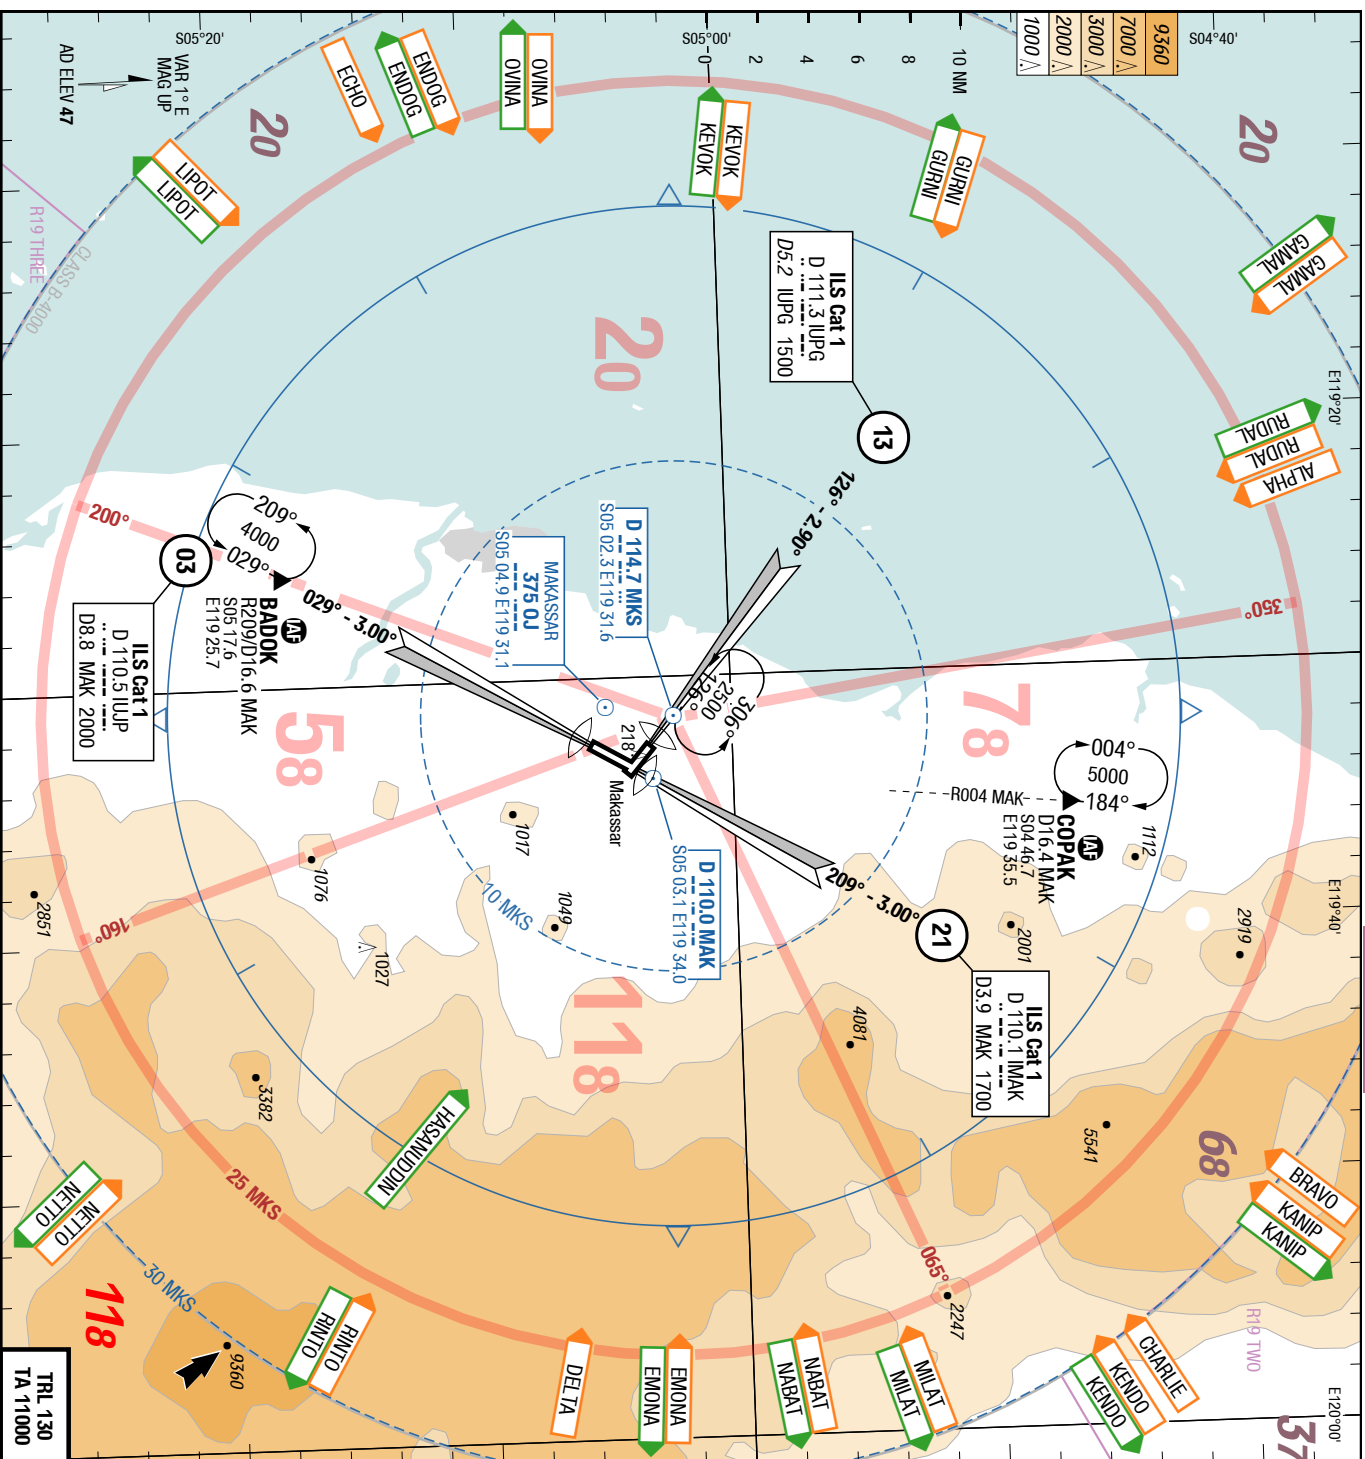 9360
7000
3000
2000
1000
S05°20'
S05°00'
S04°40'
0
2
4
6
8
10 NM
VAR 1° E
MAG UP
AD ELEV 47
E119°20'
E119°40'
E120°00'
20
20
20
58
78
118
118
68
37
ECHO
ENDOG
ENDOG
OVINA
OVINA
KEVOK
KEVOK
GURNI
GURNI
GAMAL
GAMAL
RUDAL
RUDAL
ALPHA
LIPOT
LIPOT
R19 THREE
CLASS B-4000
ILS Cat 1
D 111.3 IUPG
D5.2 IUPG 1500
13
126° - 2.90°
D 114.7 MKS
S05 02.3 E119 31.6
MAKASSAR
375 OJ
S05 04.9 E119 31.1
209°
4000
029°
03
029° - 3.00°
IAF
BADOK
R209/D16.6 MAK
S05 17.6
E119 25.7
ILS Cat 1
D 110.5 IUJP
D8.8 MAK 2000
306°
2500
126°
218
Makassar
D 110.0 MAK
S05 03.1 E119 34.0
209° - 3.00°
21
ILS Cat 1
D 110.1 IMAK
D3.9 MAK 1700
004°
5000
184°
R004 MAK
IAF
COPAK
D16.4 MAK
S04 46.7
E119 35.5
200°
350°
160°
065°
10 MKS
25 MKS
30 MKS
1112
2919
2001
4081
5541
2247
1017
1049
1076
1027
2851
3382
9360
HASANUDDIN
NETTO
NETTO
RINTO
RINTO
DELTA
EMONA
EMONA
NABAT
NABAT
MILAT
MILAT
CHARLIE
KENDO
KENDO
BRAVO
KANIP
KANIP
R19 TWO
TRL 130
TA 11000